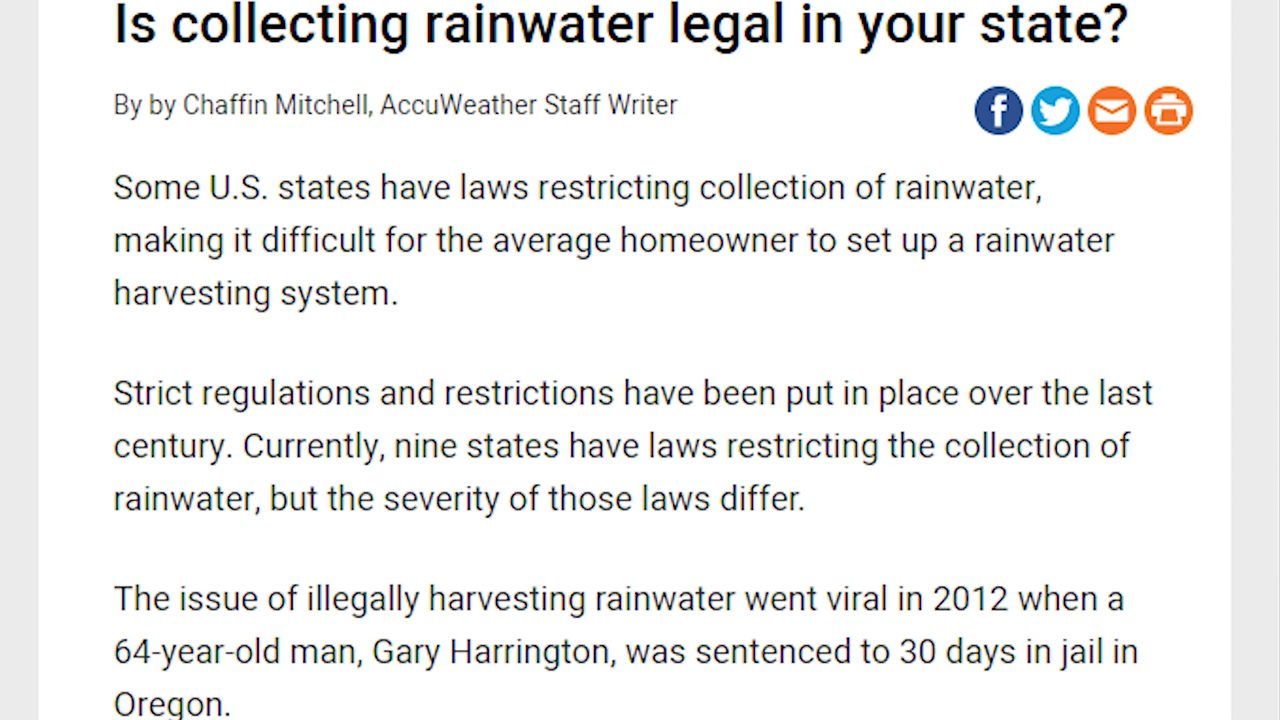 Is collecting rainwater legal in your state?
By by Chaffin Mitchell, AccuWeather Staff Writer
Some U.S. states have laws restricting collection of rainwater,
making it difficult for the average homeowner to set up a rainwater
harvesting system.
Strict regulations and restrictions have been put in place over the last
century. Currently, nine states have laws restricting the collection of
rainwater, but the severity of those laws differ.
The issue of illegally harvesting rainwater went viral in 2012 when a
64-year-old man, Gary Harrington, was sentenced to 30 days in jail in
Oregon.